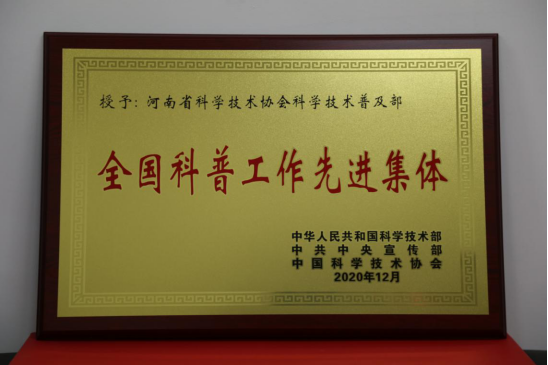 授予：河南省科学技术协会科学技术普及部
全国科普工作先进集体
中华人民共和国科学技术部
中共中央宣传部
中国科学技术协会
2020年12月